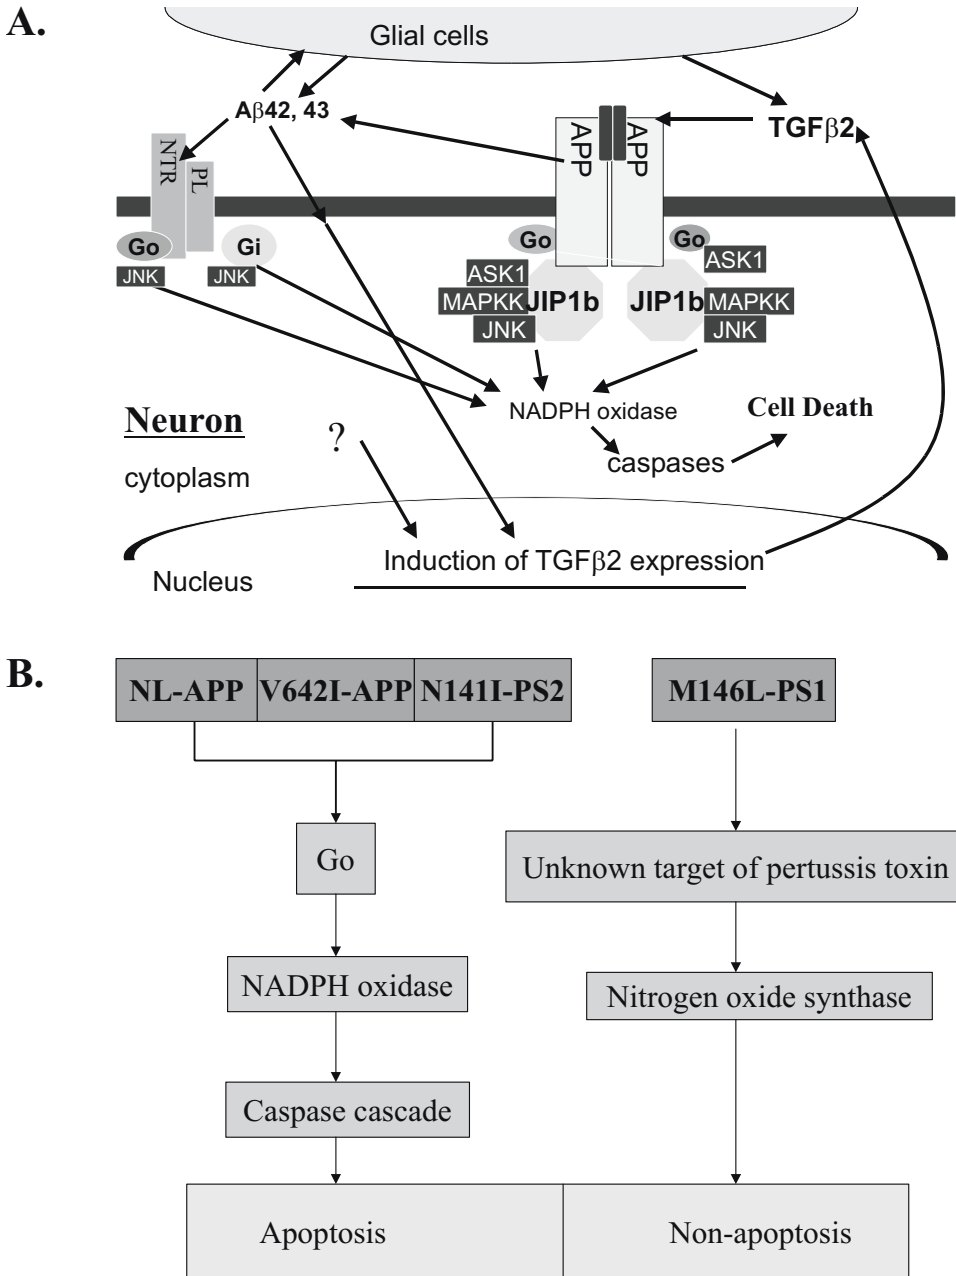 A.
Glial cells
Aβ42, 43
TGFβ2
APP
APP
NTR
PL
Go
Gi
JNK
JNK
Go
Go
ASK1
ASK1
MAPKK
JIP1b
JIP1b
MAPKK
JNK
JNK
NADPH oxidase
Cell Death
Neuron
?
caspases
cytoplasm
Induction of TGFβ2 expression
Nucleus
B.
NL-APP
V642I-APP
N141I-PS2
M146L-PS1
Go
Unknown target of pertussis toxin
NADPH oxidase
Nitrogen oxide synthase
Caspase cascade
Apoptosis
Non-apoptosis